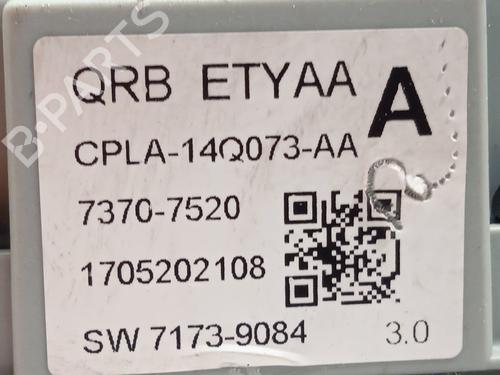 B-PARTS
QRB ETYAA
A
CPLA-14Q073-AA
7370-7520
1705202108
SW 7173-9084
3.0